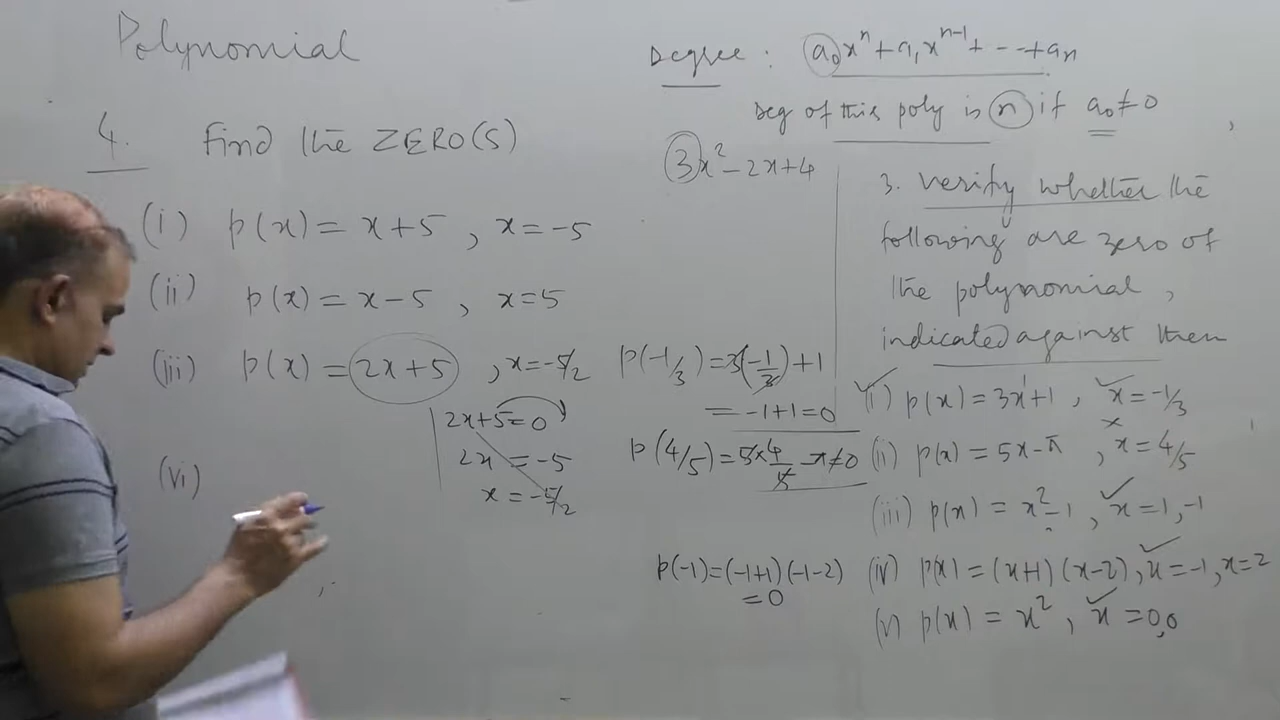 Polynomial
4. Find the ZERO(S)
(i) p(x) = x+5 , x=-5
(ii) p(x) = x-5 , x=5
(iii) p(x) = 2x+5 , x=-5/2
2x+5=0
2x = -5
x = -5/2
(vi)
Degree : a₀xⁿ + a₁xⁿ⁻¹ + - - + aₙ
Deg of this poly is n if a₀≠0
3x²-2x+4
3. Verify whether the
following are zero of
the polynomial,
indicated against them
p(-1/3) = 3(-1/3)+1
= -1+1=0
(i) p(x) = 3x¹+1 , x=-1/3
p(4/5) = 5×4/5 - π≠0
(ii) p(x) = 5x-π , x=4/5
(iii) p(x) = x²-1 , x=1,-1
p(-1)=(-1+1)(-1-2)
= 0
(iv) p(x) = (x+1)(x-2), x=-1, x=2
(v) p(x) = x² , x=0,0